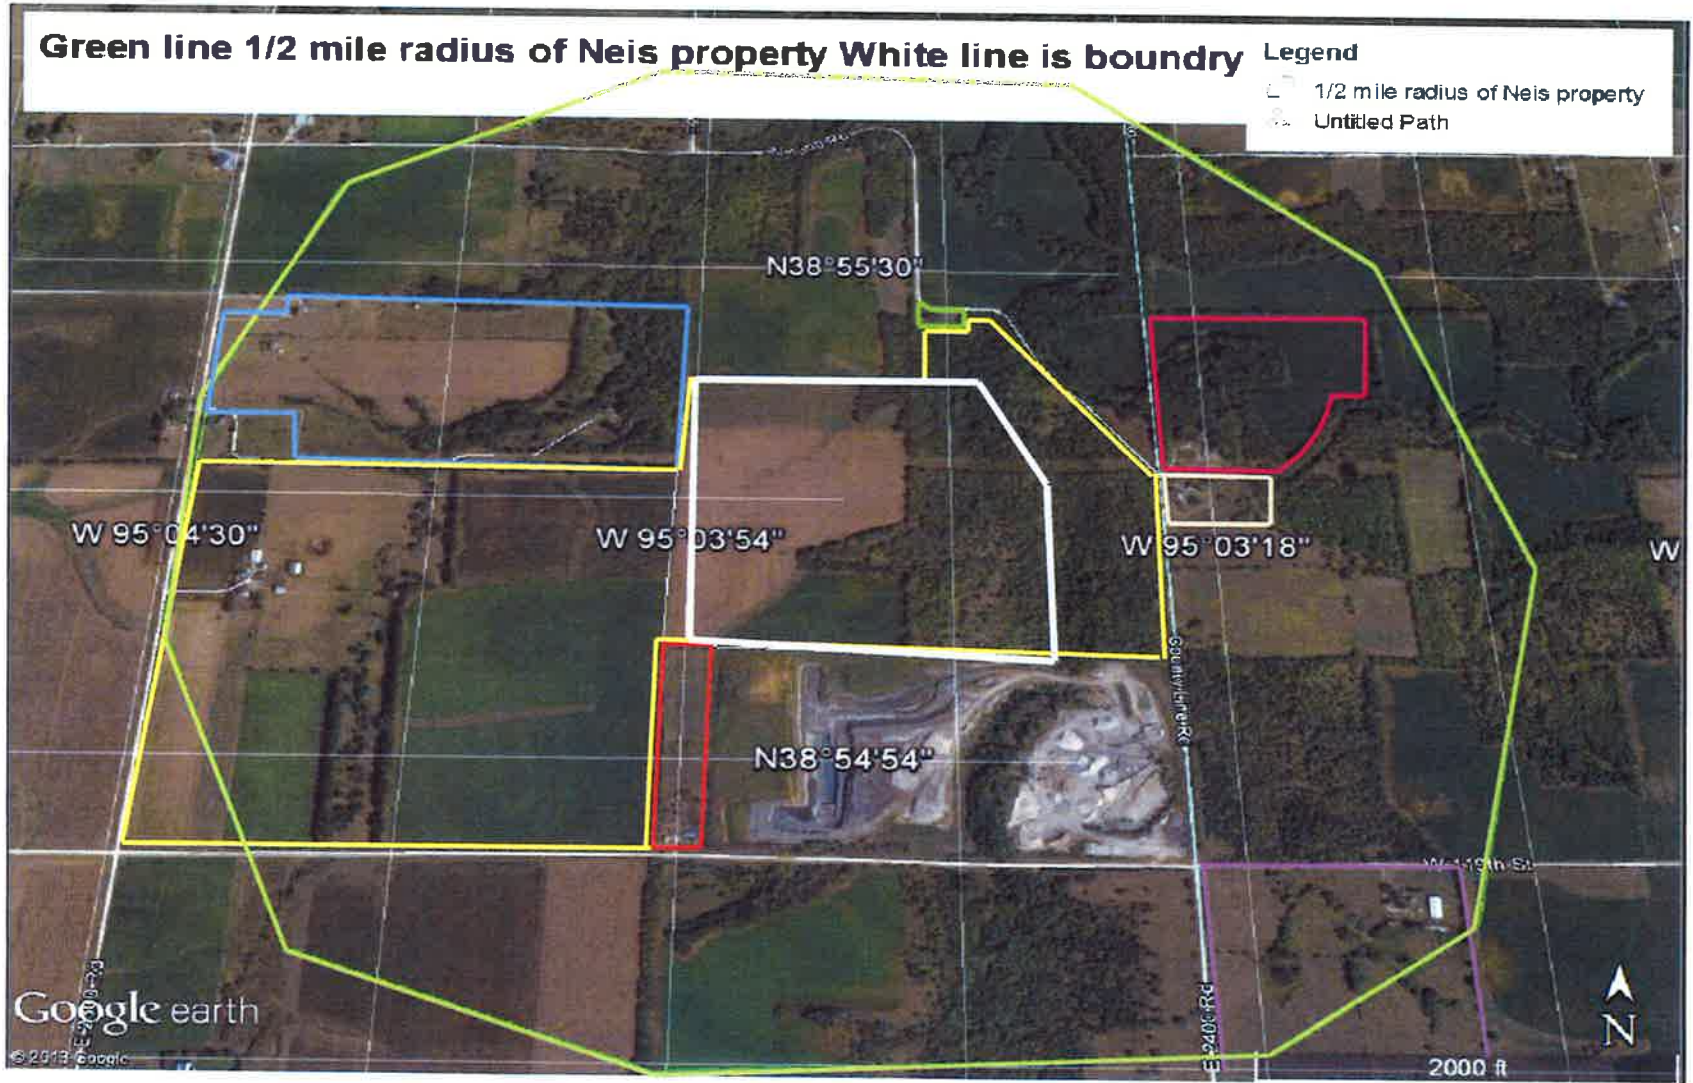 Green line 1/2 mile radius of Neis property White line is boundry
Legend
1/2 mile radius of Neis property
Untitled Path
N38°55'30"
W 95°04'30"
W 95°03'54"
W 95°03'18"
W
County Line Rd
N38°54'54"
W 119th St
E 2400 Rd
Google earth
© 2013 Google
N
2000 ft